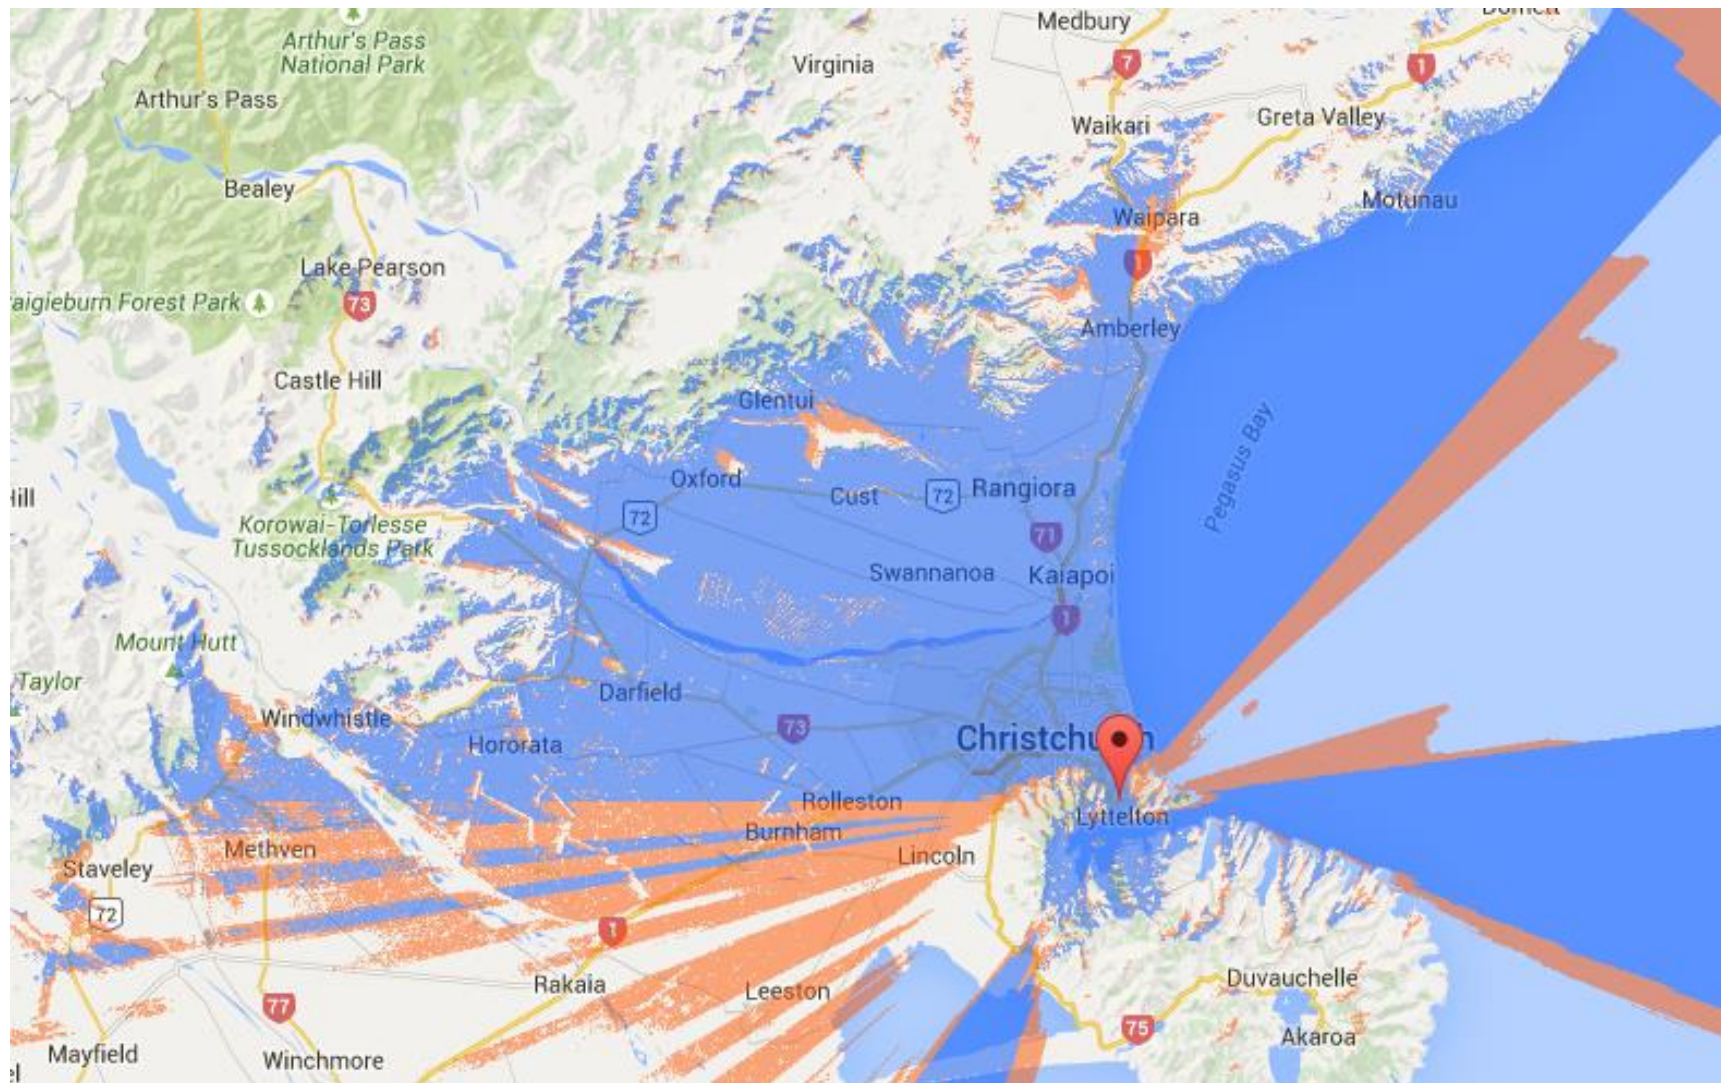 Medbury
Arthur's Pass
National Park
Virginia
7
1
Arthur's Pass
Waikari
Greta Valley
Bealey
Motunau
Waipara
Lake Pearson
1
73
Amberley
Castle Hill
Glentui
Pegasus Bay
Oxford
72
Cust
72
Rangiora
Korowai-Torlesse
Tussocklands Park
71
Swannanoa
Kaiapoi
1
Mount Hutt
Taylor
Darfield
Windwhistle
73
Hororata
Rolleston
Lyttelton
Burnham
Methven
Lincoln
Staveley
72
1
Rakaia
Leeston
Duvauchelle
77
75
Akaroa
Mayfield
Winchmore